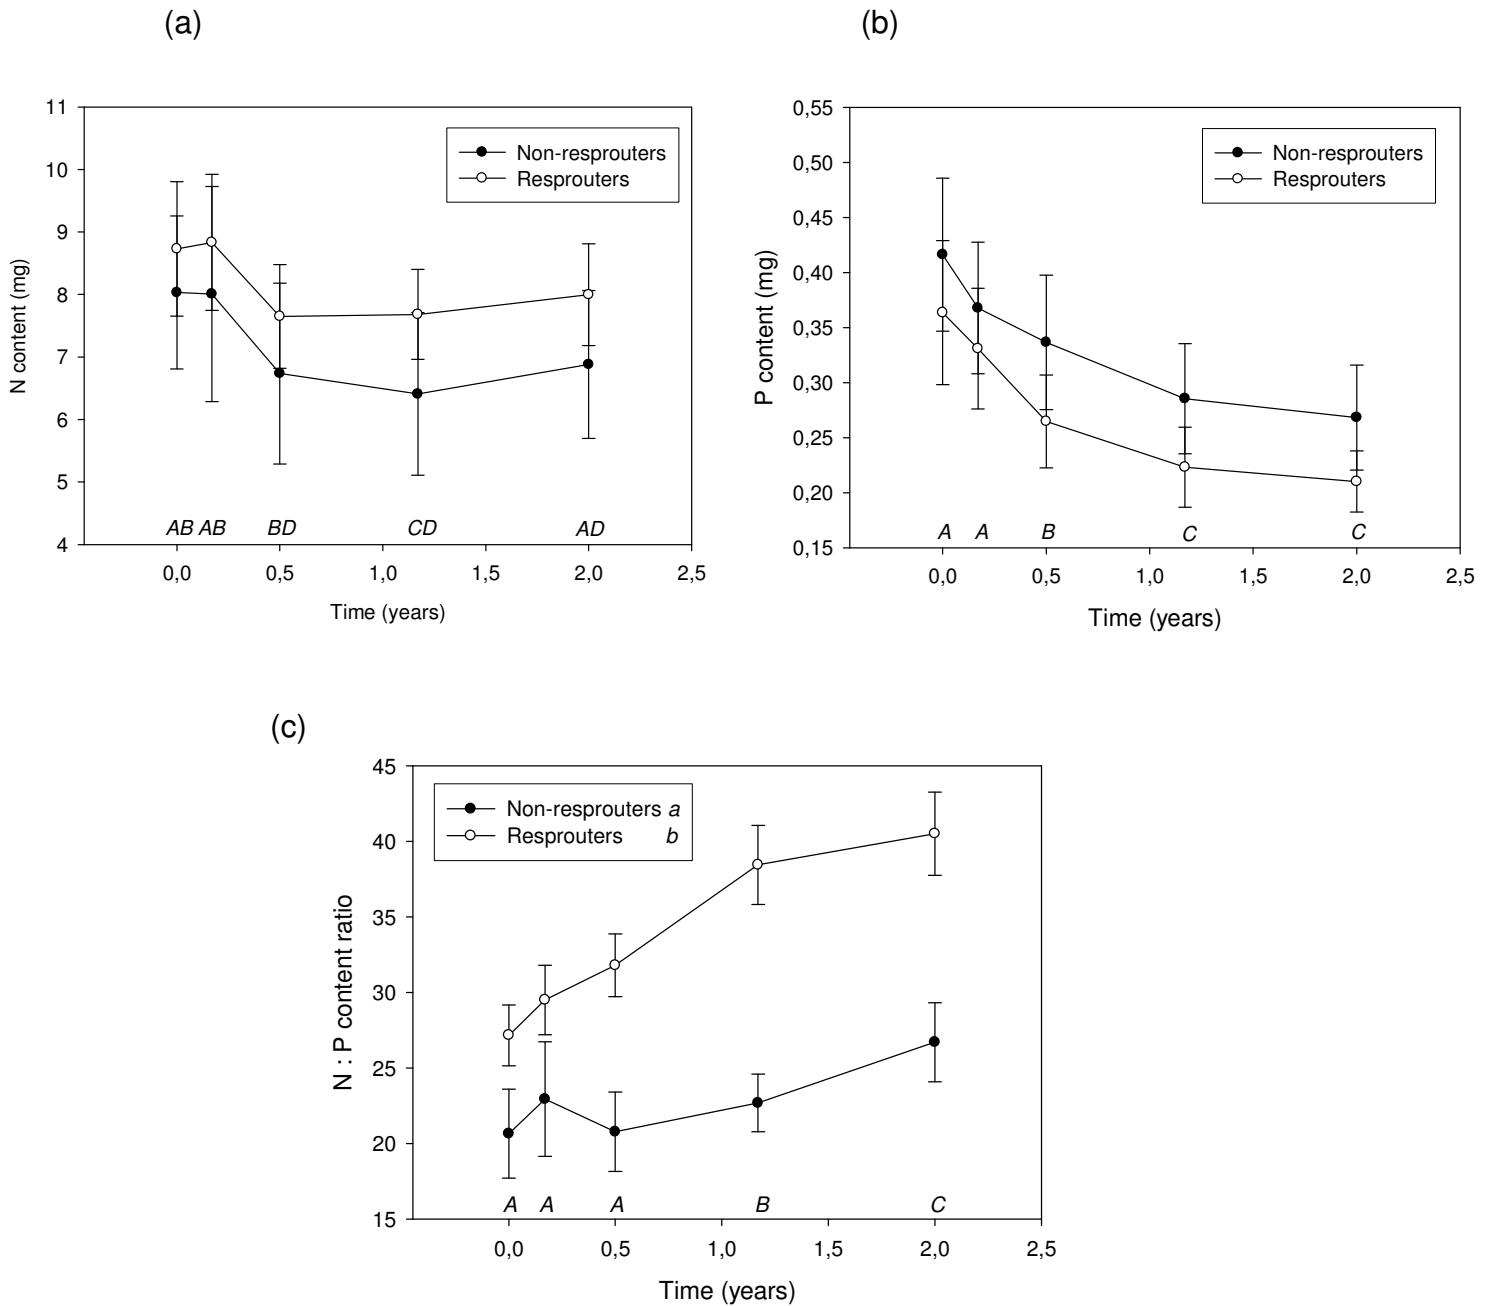 (a)
11
10
9
8
7
6
5
4
N content (mg)
Non-resprouters
Resprouters
AB AB BD CD AD
0,0 0,5 1,0 1,5 2,0 2,5
Time (years)
(b)
0,55
0,50
0,45
0,40
0,35
0,30
0,25
0,20
0,15
P content (mg)
Non-resprouters
Resprouters
A A B C C
0,0 0,5 1,0 1,5 2,0 2,5
Time (years)
(c)
45
40
35
30
25
20
15
N : P content ratio
Non-resprouters a
Resprouters b
A A A B C
0,0 0,5 1,0 1,5 2,0 2,5
Time (years)